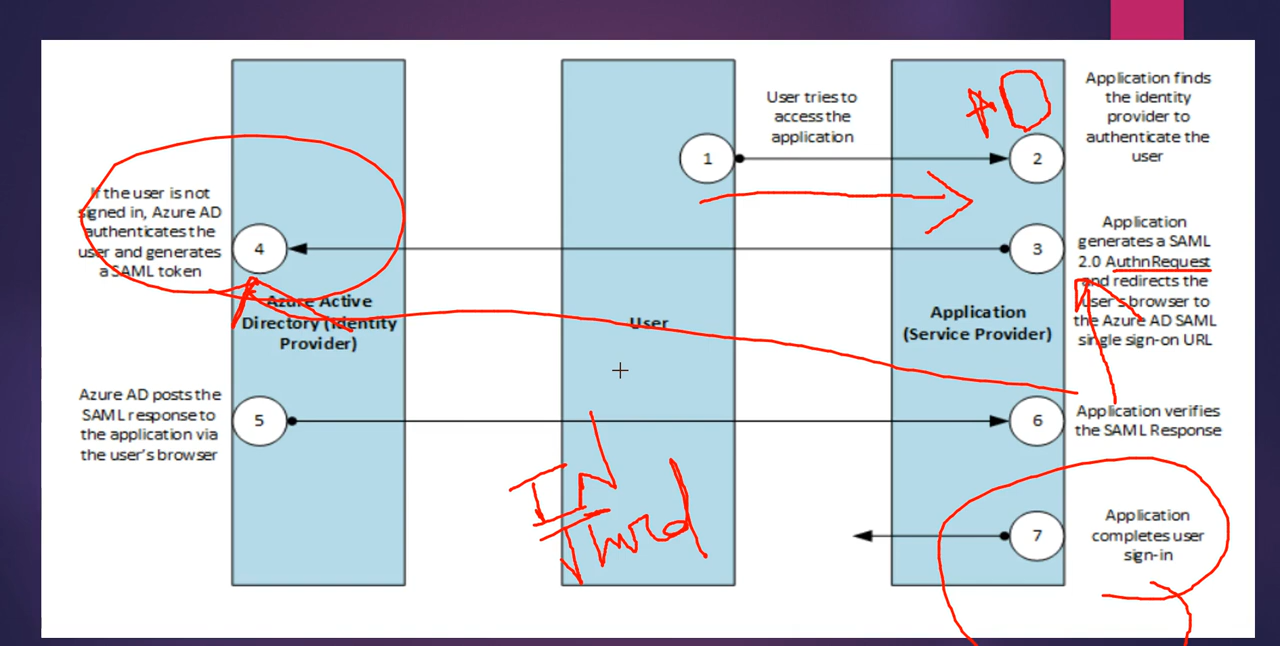 User tries to
access the
application
1
2
Application finds
the identity
provider to
authenticate the
user
AD
If the user is not
signed in, Azure AD
authenticates the
user and generates
a SAML token
4
3
Application
generates a SAML
2.0 AuthnRequest
and redirects the
user's browser to
the Azure AD SAML
single sign-on URL
Azure Active
Directory (Identity
Provider)
User
Application
(Service Provider)
Azure AD posts the
SAML response to
the application via
the user's browser
5
6
Application verifies
the SAML Response
7
Application
completes user
sign-in